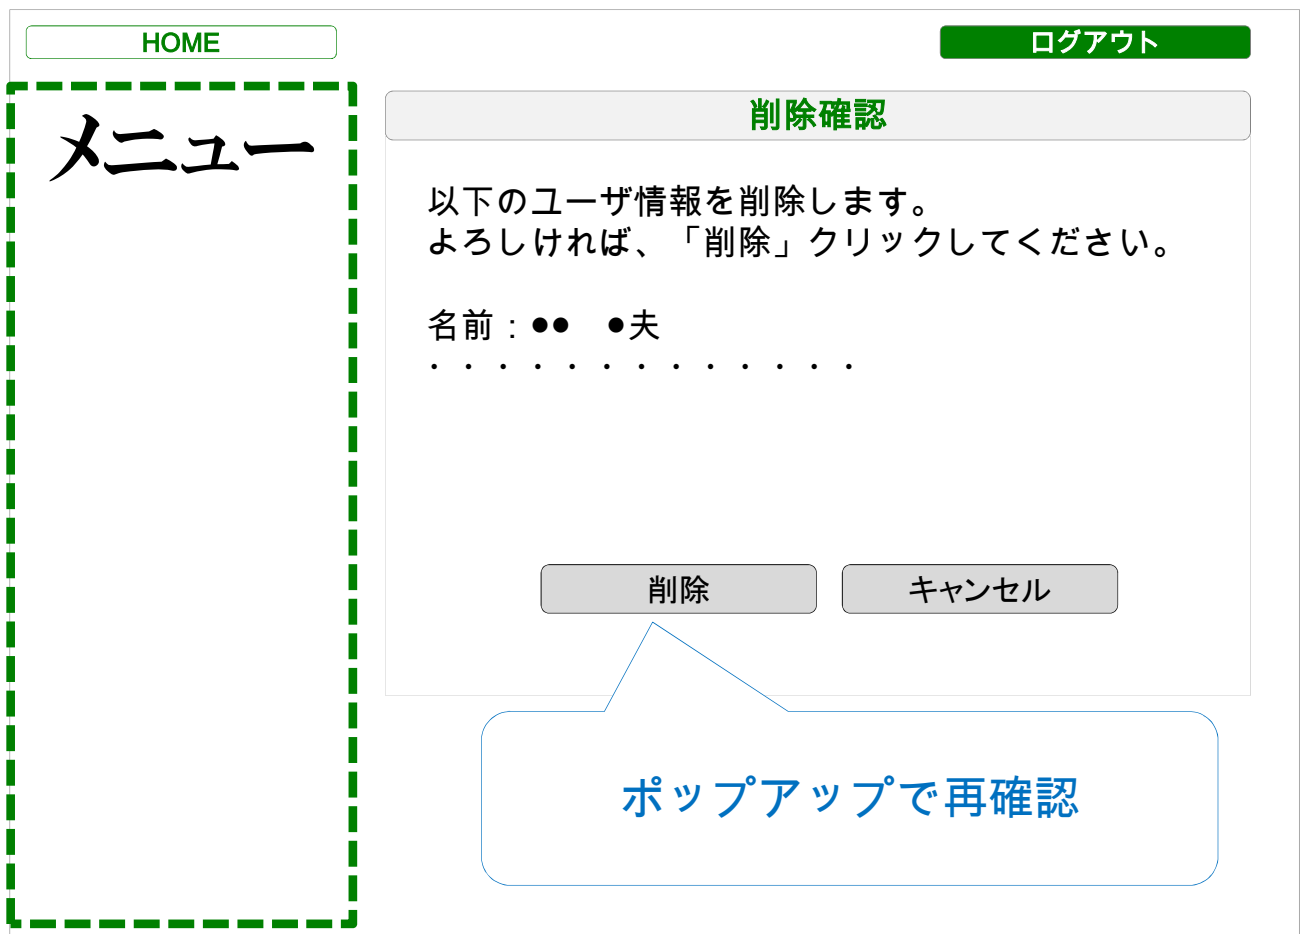 HOME
ログアウト
メニュー
削除確認
以下のユーザ情報を削除します。
よろしければ、「削除」クリックしてください。
名前：●●　●夫
・・・・・・・・・・・・・
削除
キャンセル
ポップアップで再確認